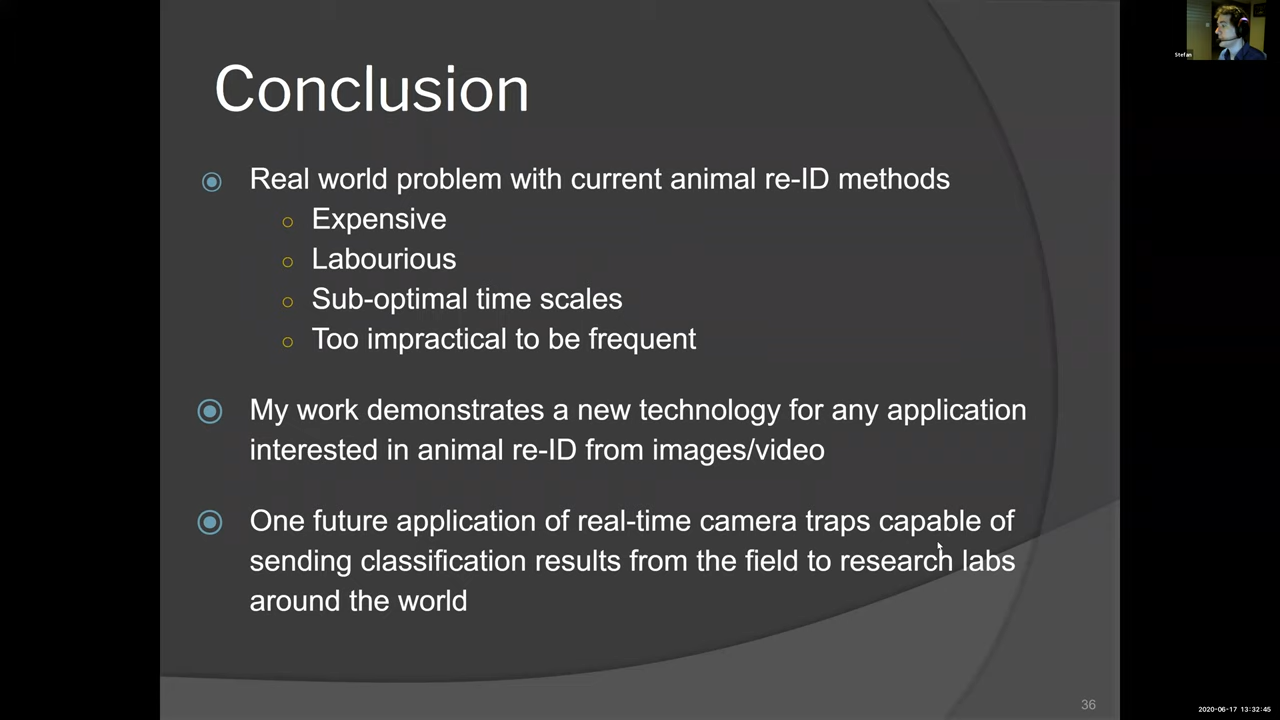 Stefan
Conclusion
Real world problem with current animal re-ID methods
Expensive
Labourious
Sub-optimal time scales
Too impractical to be frequent
My work demonstrates a new technology for any application
interested in animal re-ID from images/video
One future application of real-time camera traps capable of
sending classification results from the field to research labs
around the world
36
2020-06-17 13:32:45